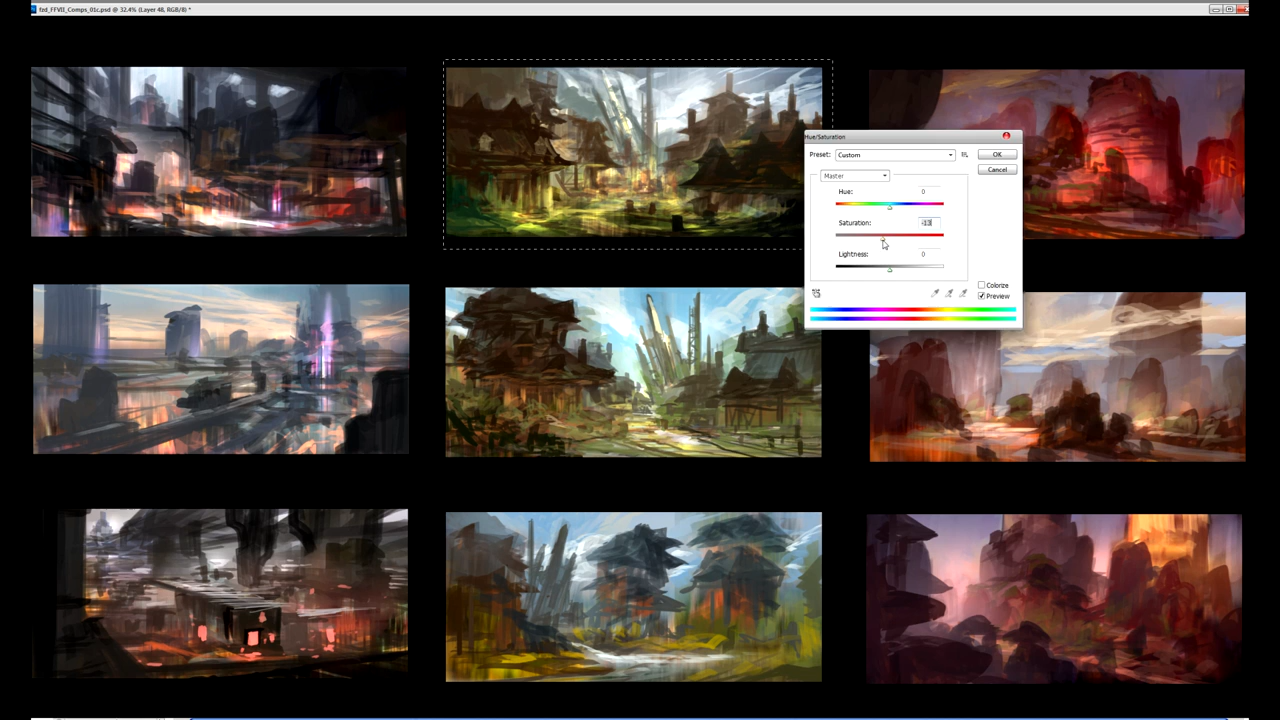 fzd_FFVII_Comps_01c.psd @ 32.4% (Layer 48, RGB/8) *
Hue/Saturation
Preset: Custom
OK
Cancel
Master
Hue: 0
Saturation: -13
Lightness: 0
Colorize
Preview